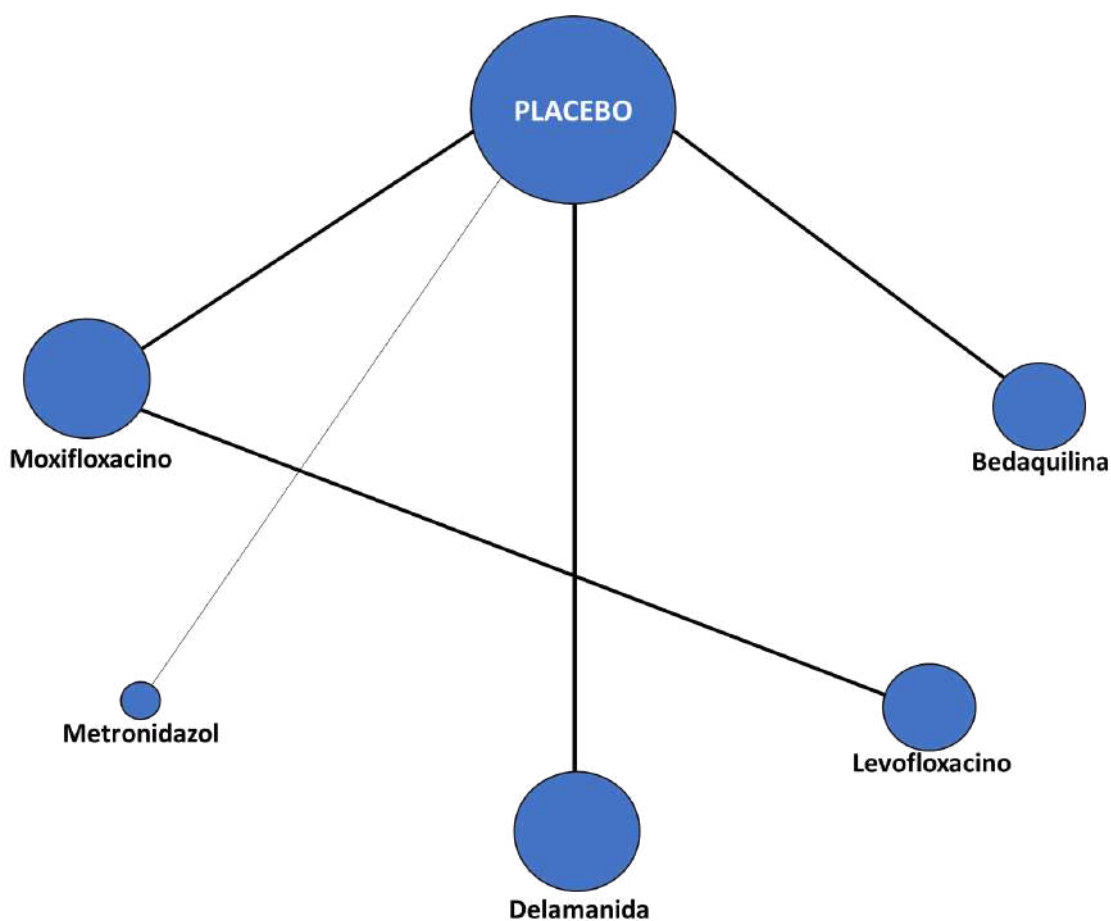 PLACEBO
Moxifloxacino
Bedaquilina
Metronidazol
Levofloxacino
Delamanida